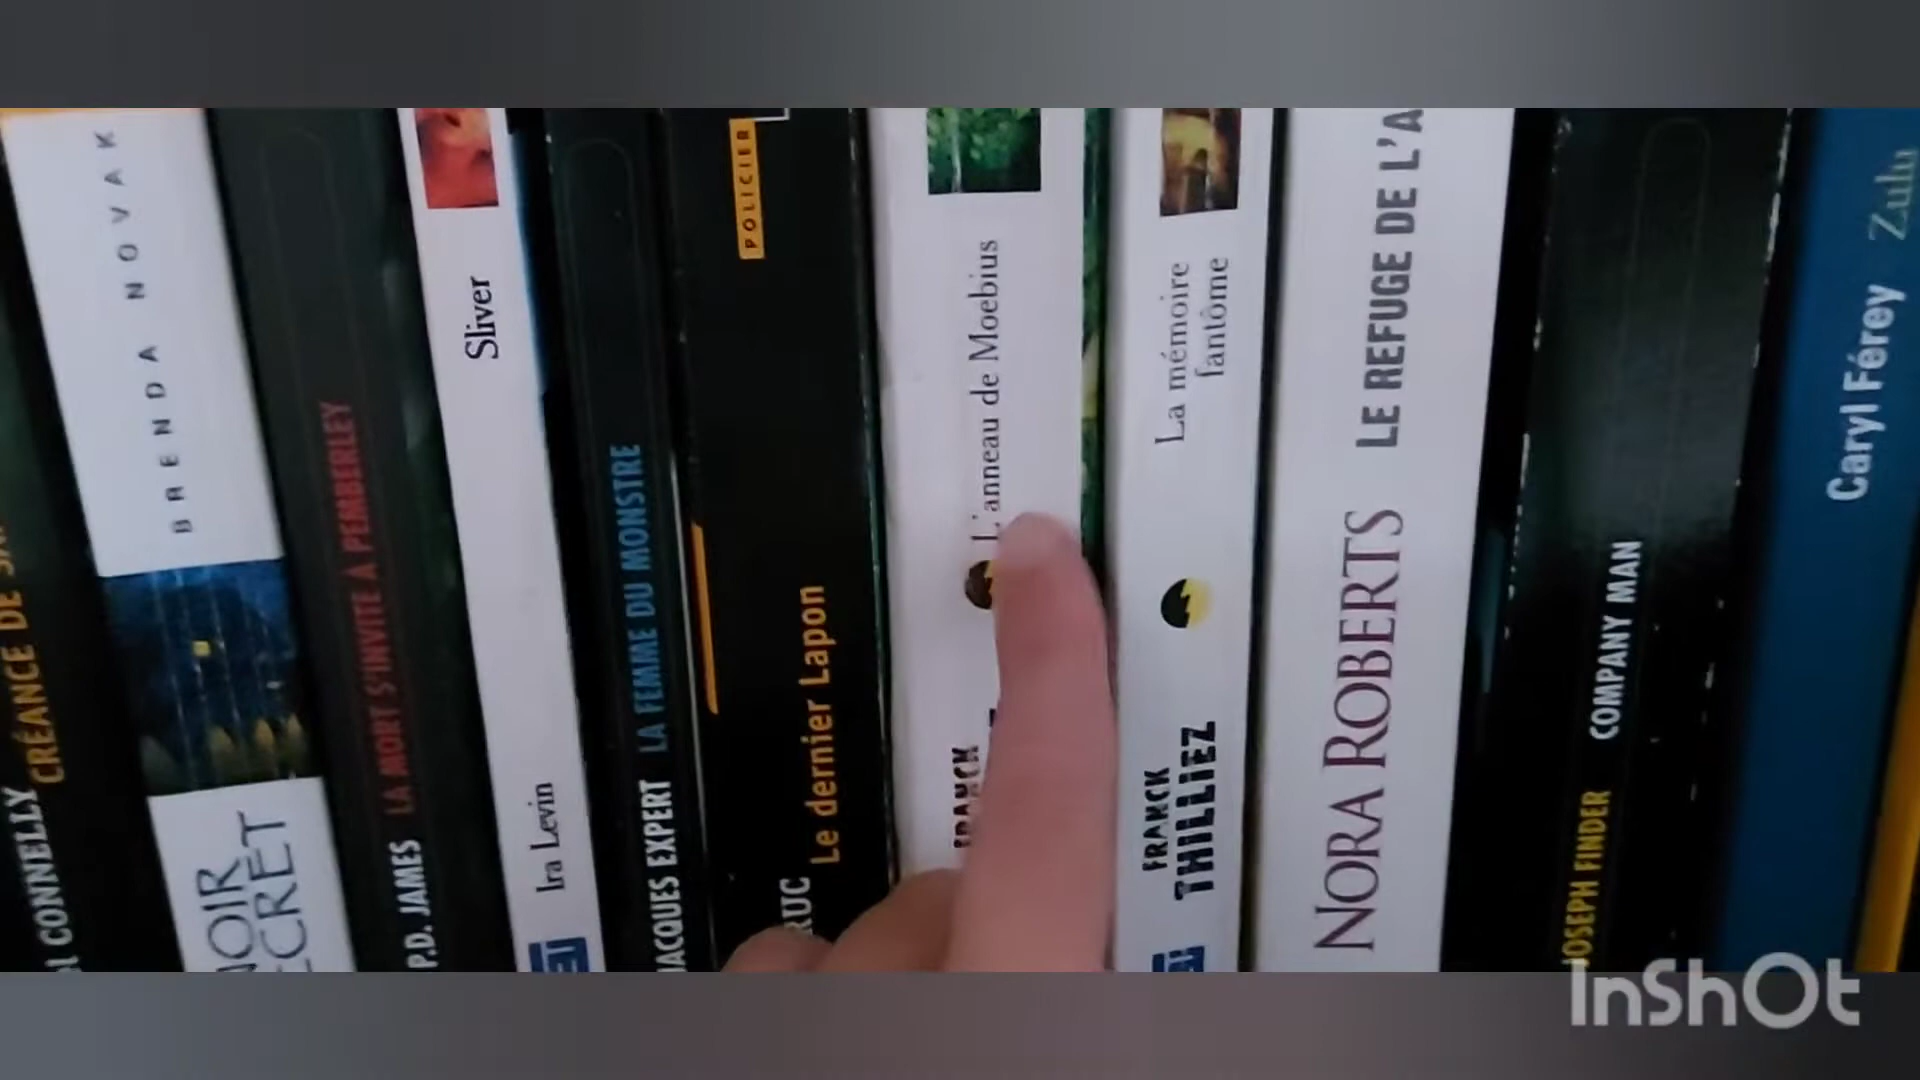 CONNELLY CRÉANCE DE
BRENDA NOVAK
P.D. JAMES LA MORT S'INVITE A PEMBERLEY
Ira Levin Sliver
JACQUES EXPERT LA FEMME DU MONSTRE
Le dernier Lapon
POLICIER
FRANCK
L'anneau de Moebius
FRANCK
THILLIEZ
La mémoire
fantôme
NORA ROBERTS LE REFUGE DE L'A
JOSEPH FINDER COMPANY MAN
Caryl Férey Zulu
InShOt